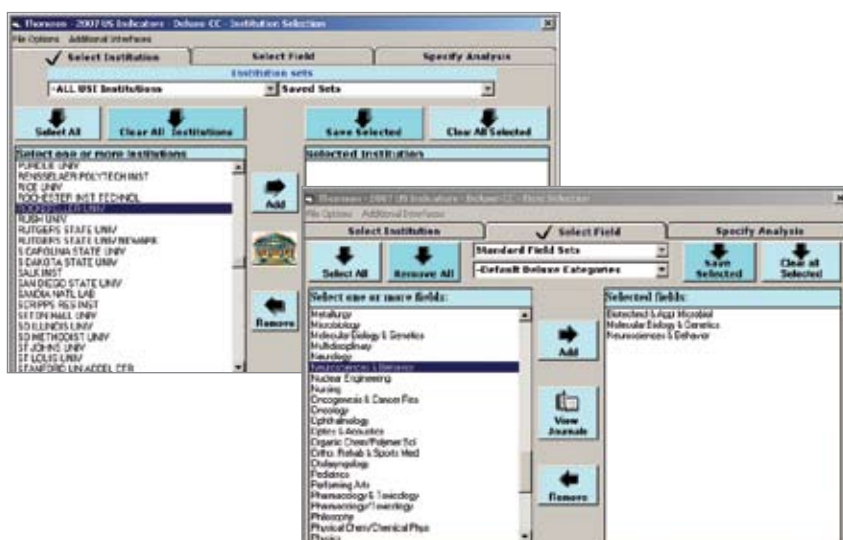 Thomson - 2007 US Indicators - Deluxe CC - Institution Selection
File Options Additional Interfaces
Select Institution Select Field Specify Analysis
Institution sets
-ALL USI Institutions Saved Sets
Select All Clear All Institutions Save Selected Clear All Selected
Select one or more institutions Selected Institution
PURDUE UNIV
RENSSELAER POLYTECH INST
RICE UNIV
ROCHESTER INST TECHNOL
ROCKEFELLER UNIV
RUSH UNIV
RUTGERS STATE UNIV
RUTGERS STATE UNIV NEWARK
S CAROLINA STATE UNIV
S DAKOTA STATE UNIV
SALK INST
SAN DIEGO STATE UNIV
SANDIA NATL LAB
SCRIPPS RES INST
SETON HALL UNIV
SO ILLINOIS UNIV
SO METHODIST UNIV
ST JOHNS UNIV
ST LOUIS UNIV
STANFORD LIN ACCEL CTR
Add
Remove
Thomson - 2007 US Indicators - Deluxe CC - Selection
File Options Additional Interfaces
Select Institution Select Field Specify Analysis
Select All Remove All Standard Field Sets Save Selected Clear all Selected
-Default Deluxe Categories
Select one or more fields: Selected fields:
Metallurgy
Microbiology
Molecular Biology & Genetics
Multidisciplinary
Neurology
Neurosciences & Behavior
Nuclear Engineering
Nursing
Oncogenesis & Cancer Res
Oncology
Ophthalmology
Optics & Acoustics
Organic Chem/Polymer Sci
Ortho, Rehab & Sports Med
Otolaryngology
Pediatrics
Performing Arts
Pharmacology & Toxicology
Pharmacology/Toxicology
Philosophy
Physical Chem/Chemical Phys
Physics
Add
View Journals
Remove
Biotechnol & Appl Microbiol
Molecular Biology & Genetics
Neurosciences & Behavior